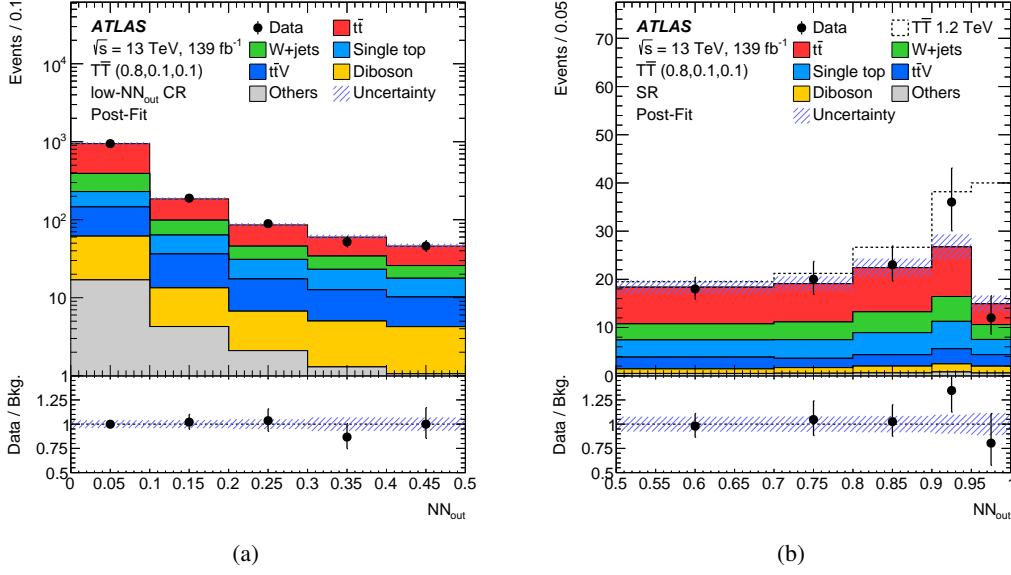 ATLAS
√s = 13 TeV, 139 fb⁻¹
TT̅ (0.8,0.1,0.1)
low-NN_out CR
Post-Fit
Data
tt̅
W+jets
Single top
tt̅V
Diboson
Others
Uncertainty
Events / 0.1
10⁴
10³
10²
10
1
Data / Bkg.
1.25
1
0.75
0.5
0 0.05 0.1 0.15 0.2 0.25 0.3 0.35 0.4 0.45 0.5
NN_out
(a)
ATLAS
√s = 13 TeV, 139 fb⁻¹
TT̅ (0.8,0.1,0.1)
SR
Post-Fit
Data
TT̅ 1.2 TeV
tt̅
W+jets
Single top
tt̅V
Diboson
Others
Uncertainty
Events / 0.05
70
60
50
40
30
20
10
0
Data / Bkg.
1.25
1
0.75
0.5
0.5 0.55 0.6 0.65 0.7 0.75 0.8 0.85 0.9 0.95 1
NN_out
(b)